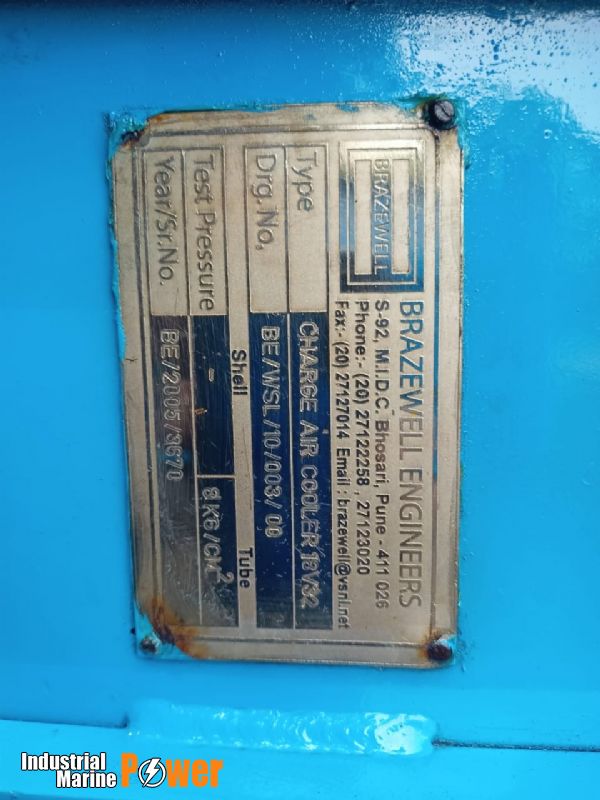 BRAZEWELL
BRAZEWELL ENGINEERS
S-92, M.I.D.C. Bhosari, Pune - 411 026
Phone:- (20) 27122258 , 27123020
Fax:- (20) 27127014 Email : brazewell@vsnl.net
Type CHARGE AIR COOLER 18V32
Drg. No. BE/WSL/10/003/00
Shell Tube
Test Pressure - 8 KG/CM2
Year/Sr.No. BE/2005/3670
Industrial
Marine Power